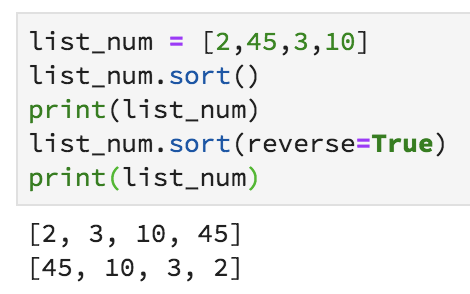 list_num = [2,45,3,10]
list_num.sort()
print(list_num)
list_num.sort(reverse=True)
print(list_num)
[2, 3, 10, 45]
[45, 10, 3, 2]